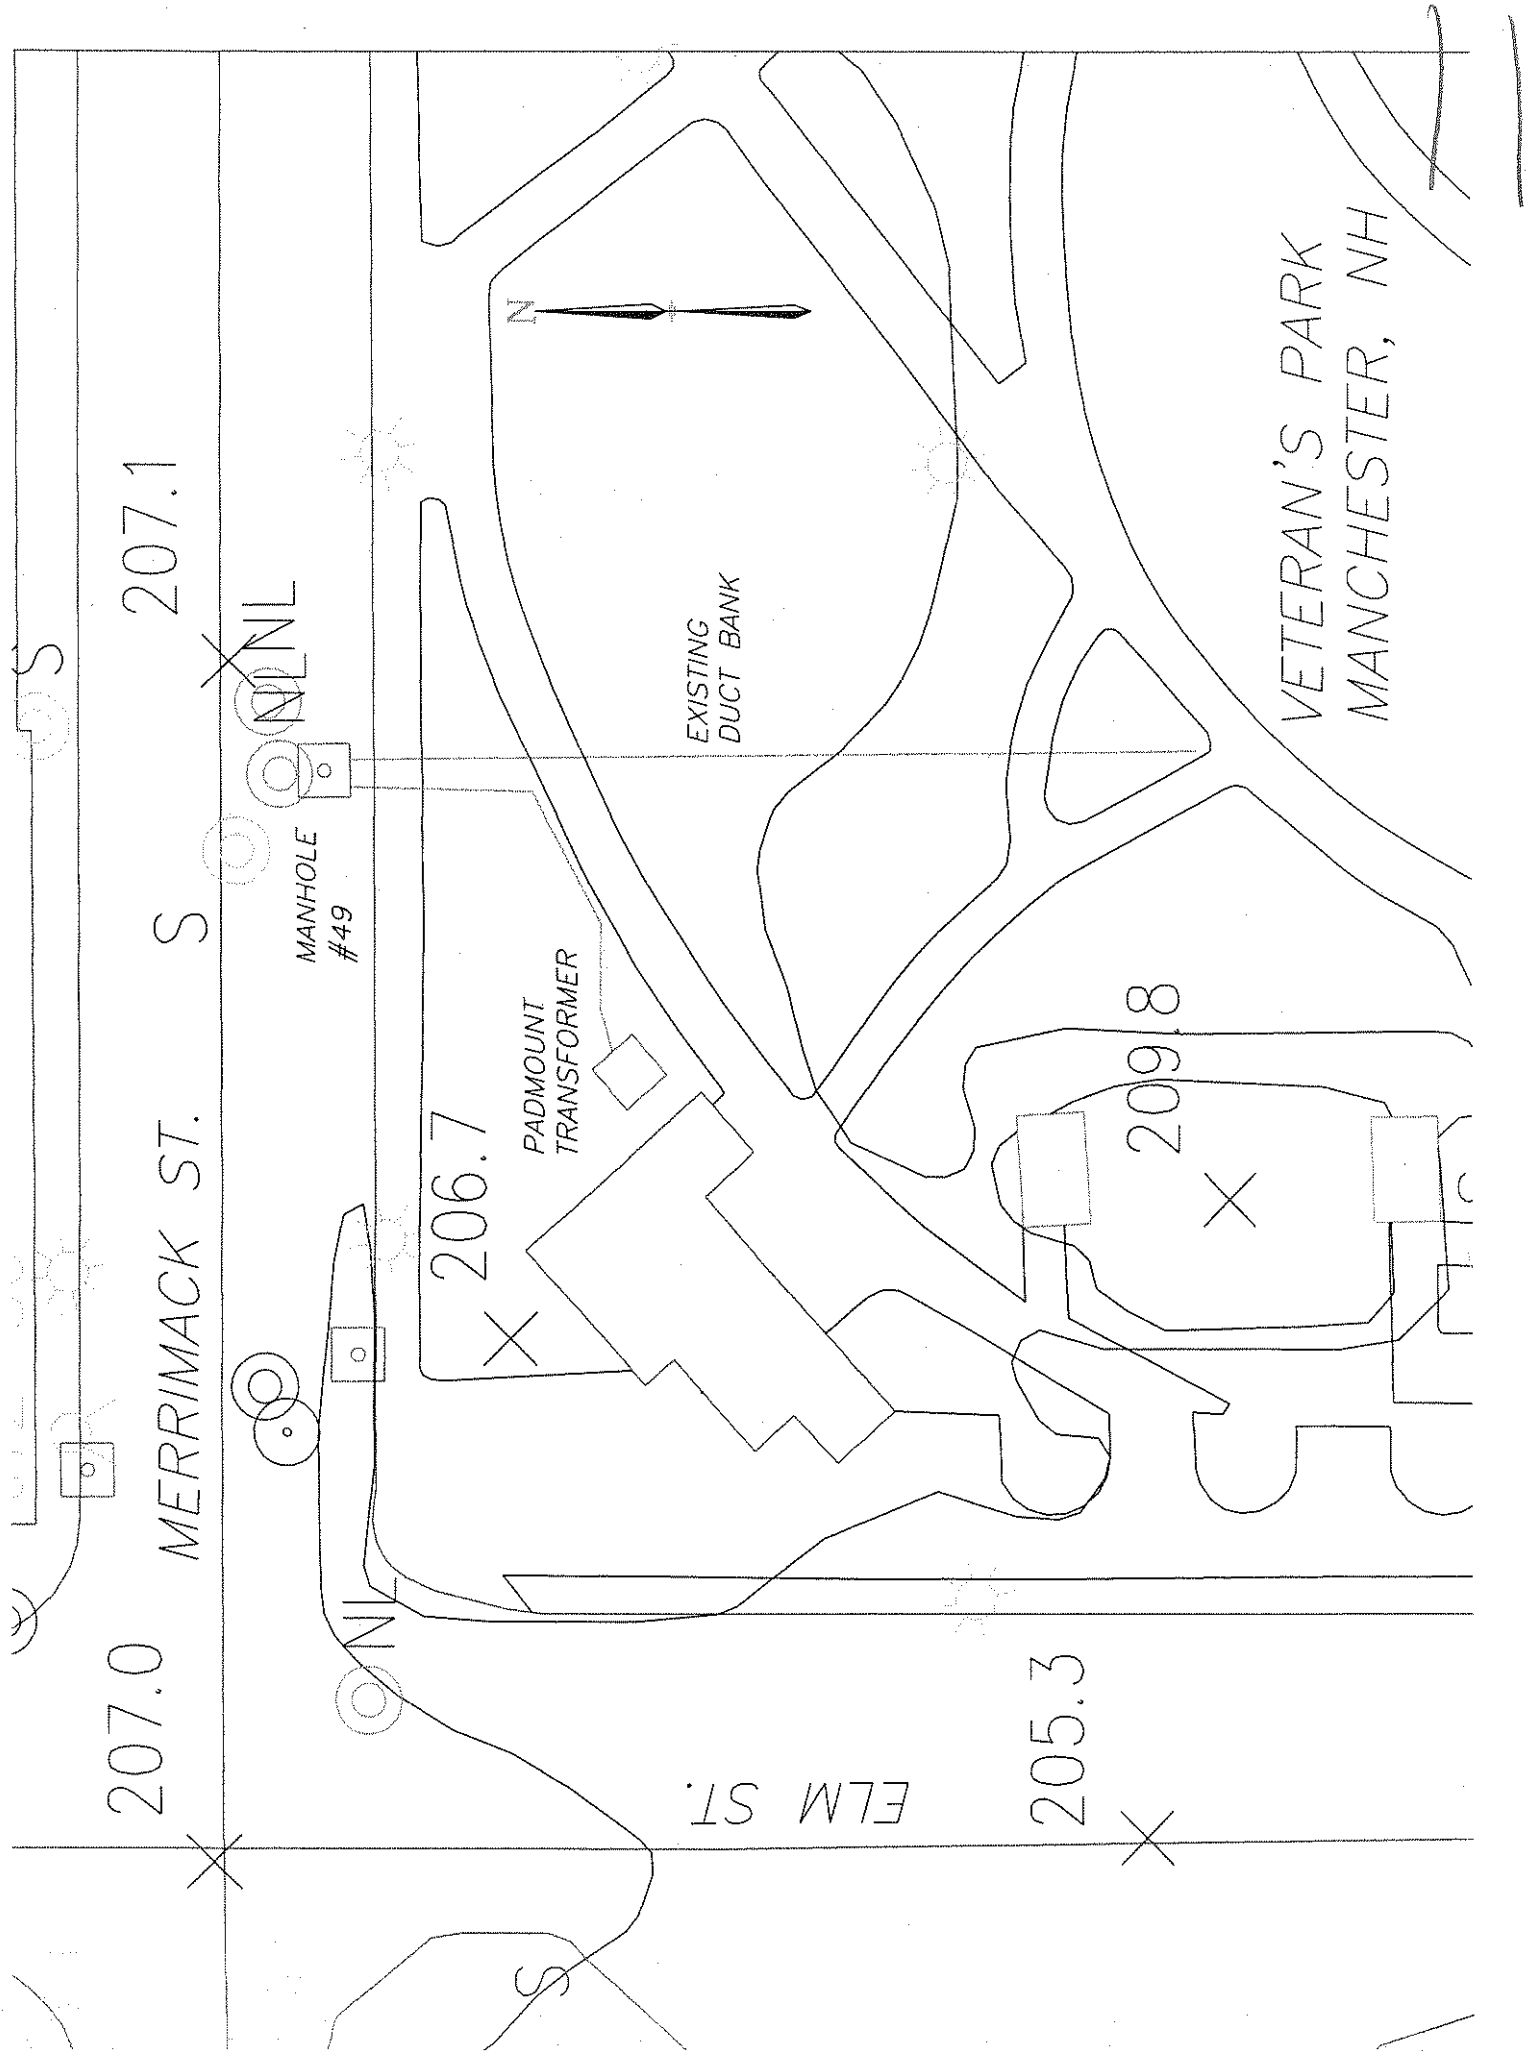 S
207.1
NL
NL
S
MANHOLE
#49
MERRIMACK ST.
207.0
NL
N
EXISTING
DUCT BANK
PADMOUNT
TRANSFORMER
206.7
VETERAN'S PARK
MANCHESTER, NH
209.8
ELM ST.
205.3
S